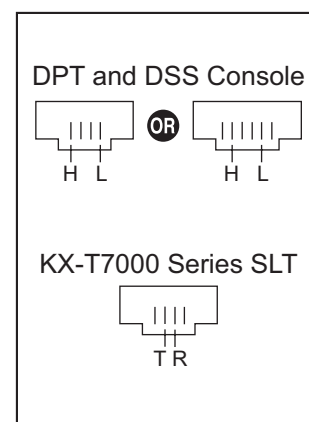 DPT and DSS Console
OR
H L H L
KX-T7000 Series SLT
T R